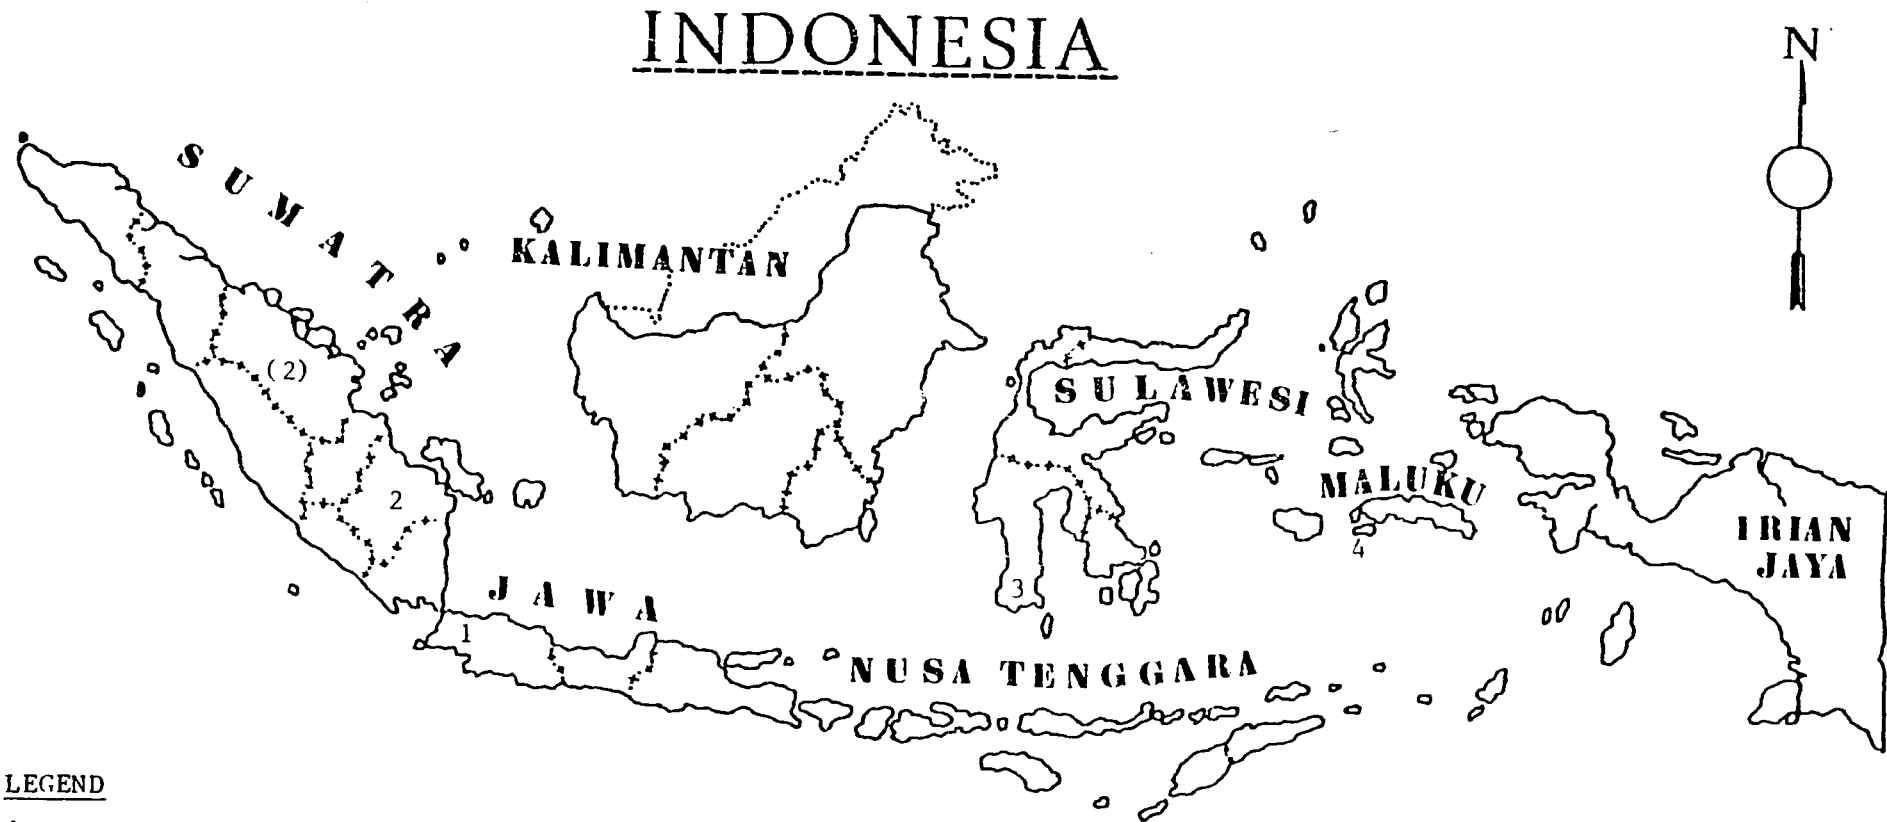 INDONESIA
N
SUMATRA
KALIMANTAN
(2)
SULAWESI
MALUKU
2
IRIAN
JAYA
4
3
JAWA
1
NUSA TENGGARA
LEGEND